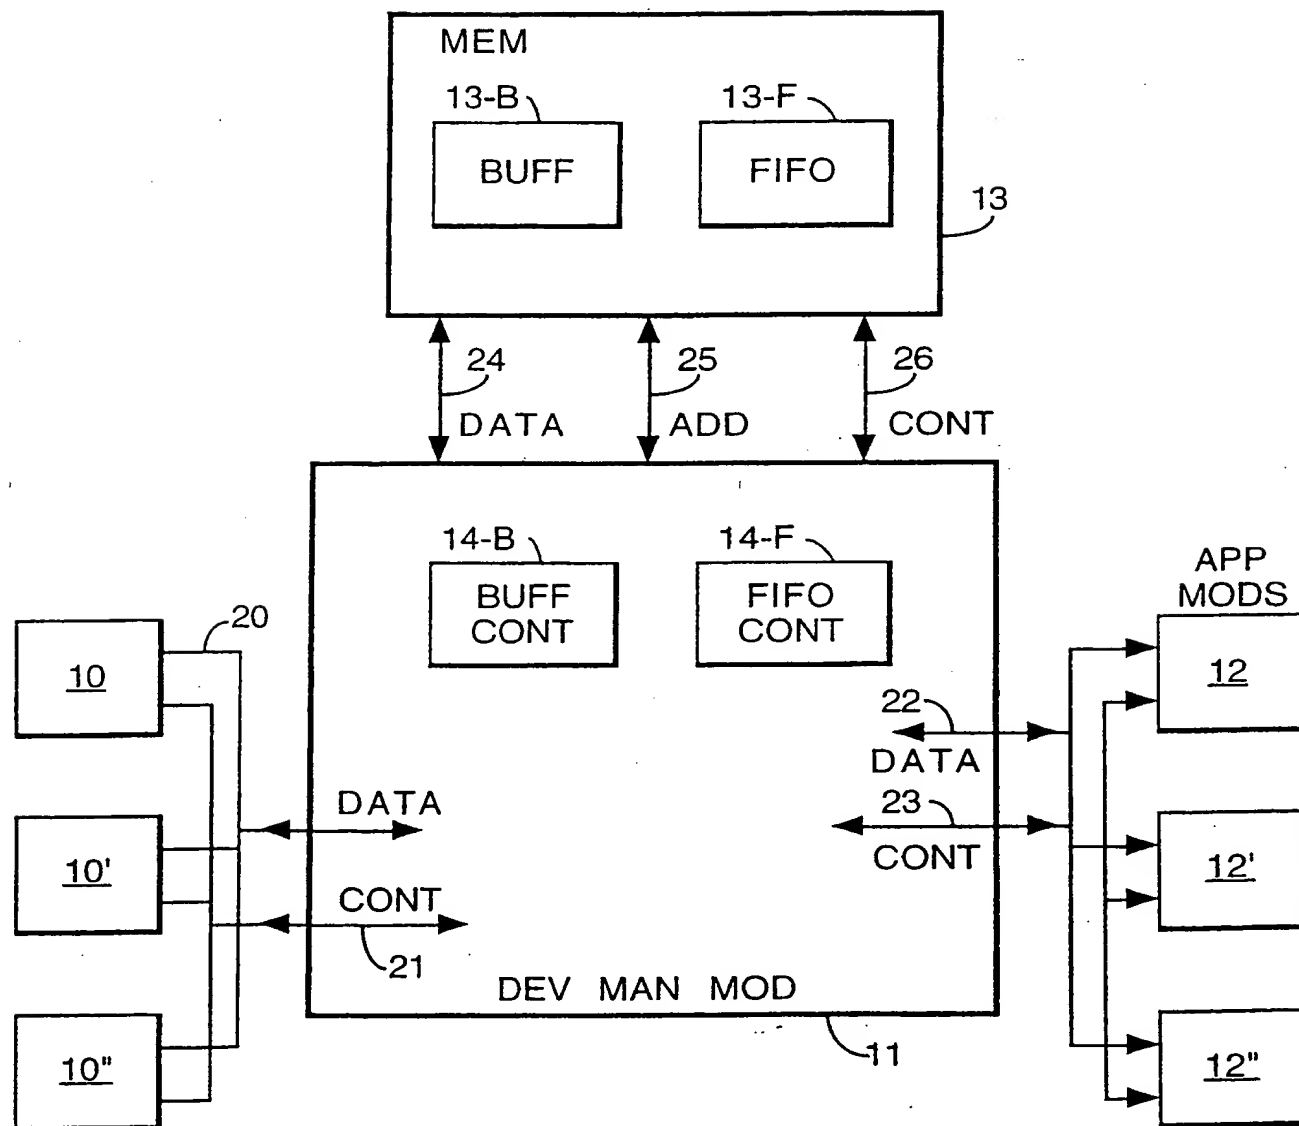 MEM
13-B
13-F
BUFF
FIFO
13
24
25
26
DATA
ADD
CONT
14-B
14-F
BUFF
CONT
FIFO
CONT
APP
MODS
20
10
12
22
DATA
DATA
23
10'
CONT
12'
CONT
21
DEV MAN MOD
11
10"
12"